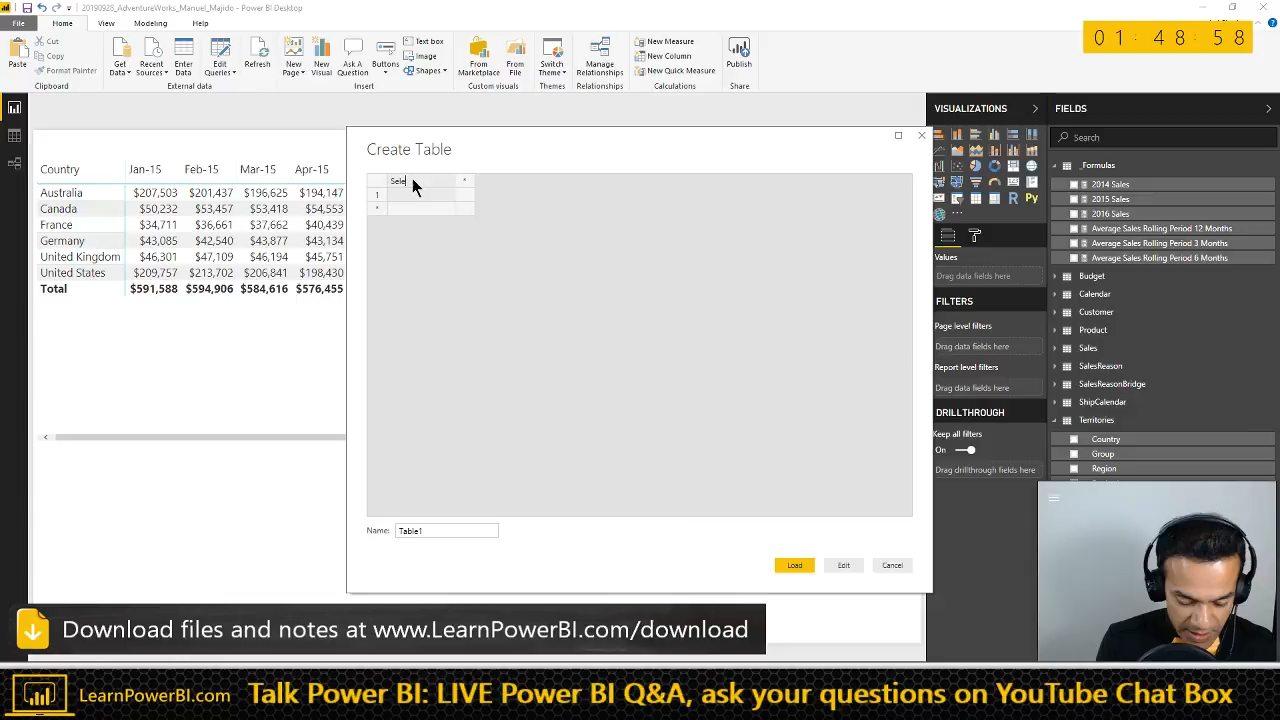 20190928_AdventureWorks_Manuel_Majido - Power BI Desktop
File Home View Modeling Help
Cut
Copy
Format Painter
Paste
Clipboard
Get Data
Recent Sources
Enter Data
Edit Queries
Refresh
External data
New Page
New Visual
Ask A Question
Buttons
Text box
Image
Shapes
Insert
From Marketplace
From File
Custom visuals
Switch Theme
Themes
Manage Relationships
Relationships
New Measure
New Column
New Quick Measure
Calculations
Publish
Share
01:48:58
Country Jan-15 Feb-15 Mar-15 Apr-15
Australia $207,503 $201,437 $196,625 $194,147
Canada $50,232 $53,457 $53,418 $54,553
France $34,711 $36,661 $37,662 $40,439
Germany $43,085 $42,540 $43,877 $43,134
United Kingdom $46,301 $47,109 $46,194 $45,751
United States $209,757 $213,702 $206,841 $198,430
Total $591,588 $594,906 $584,616 $576,455
Create Table
Sele *
1
*
Name: Table1
Load Edit Cancel
VISUALIZATIONS
R Py
Values
Drag data fields here
FILTERS
Page level filters
Drag data fields here
Report level filters
Drag data fields here
DRILLTHROUGH
Keep all filters
On
Drag drillthrough fields here
FIELDS
Search
_Formulas
2014 Sales
2015 Sales
2016 Sales
Average Sales Rolling Period 12 Months
Average Sales Rolling Period 3 Months
Average Sales Rolling Period 6 Months
Budget
Calendar
Customer
Product
Sales
SalesReason
SalesReasonBridge
ShipCalendar
Territories
Country
Group
Region
Download files and notes at www.LearnPowerBI.com/download
LearnPowerBI.com
Talk Power BI: LIVE Power BI Q&A, ask your questions on YouTube Chat Box